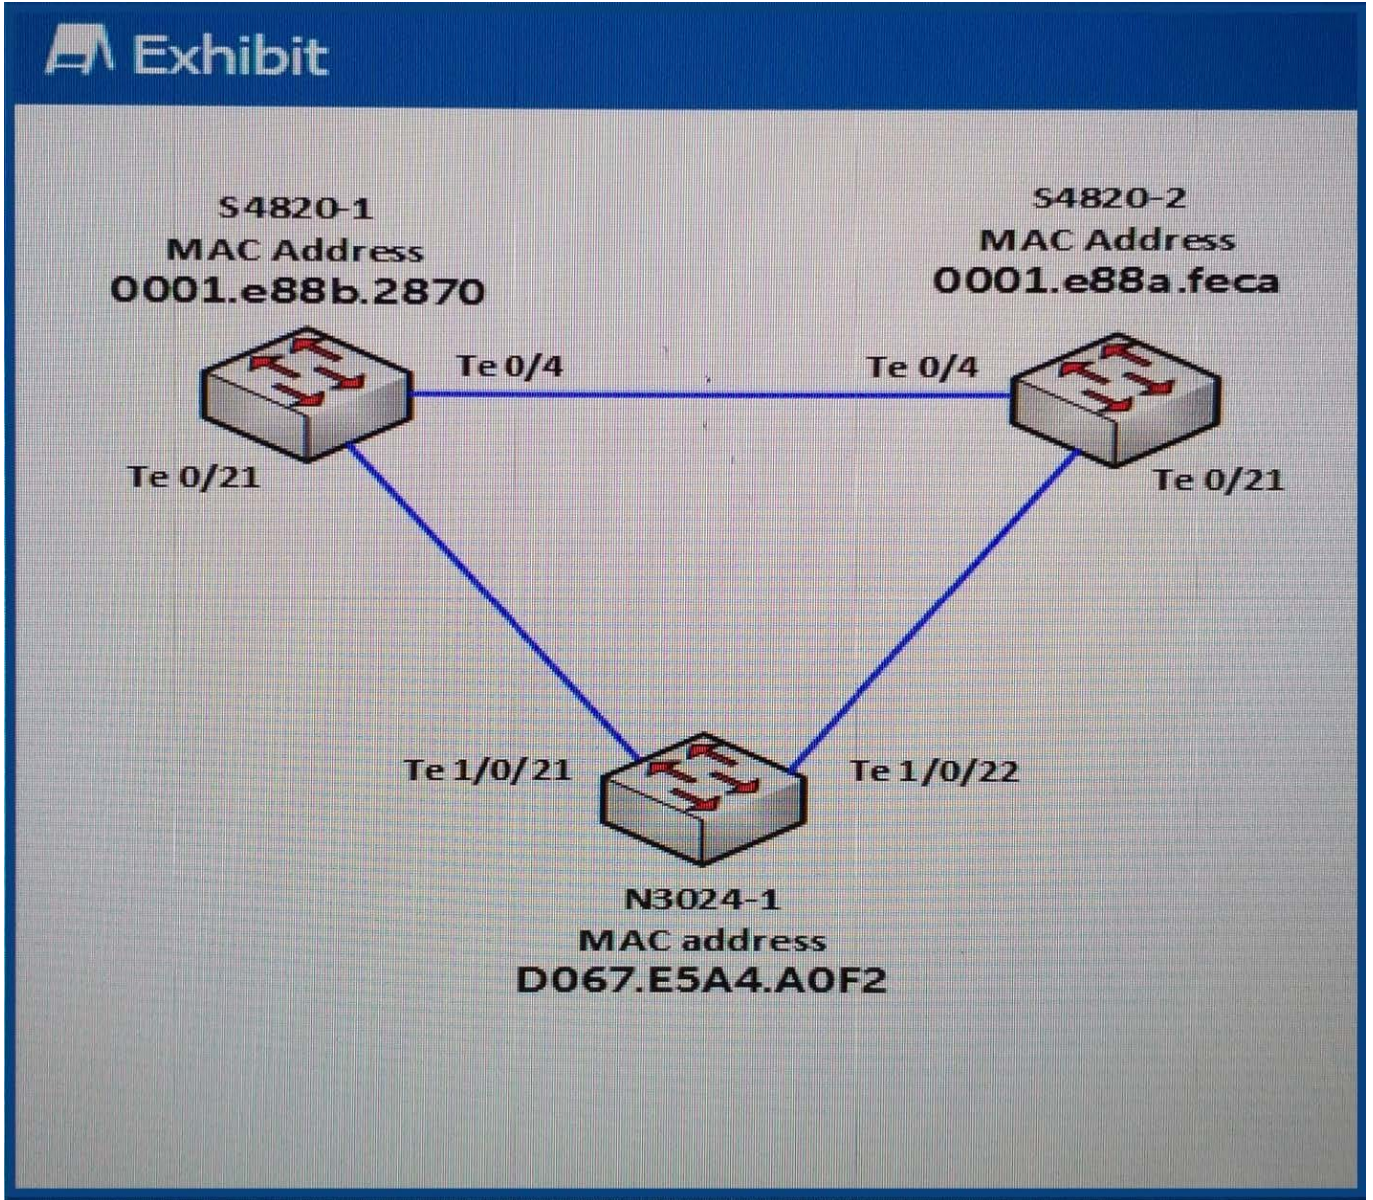 Exhibit
S4820-1
MAC Address
0001.e88b.2870
S4820-2
MAC Address
0001.e88a.feca
Te 0/4
Te 0/4
Te 0/21
Te 0/21
Te 1/0/21
Te 1/0/22
N3024-1
MAC address
D067.E5A4.A0F2